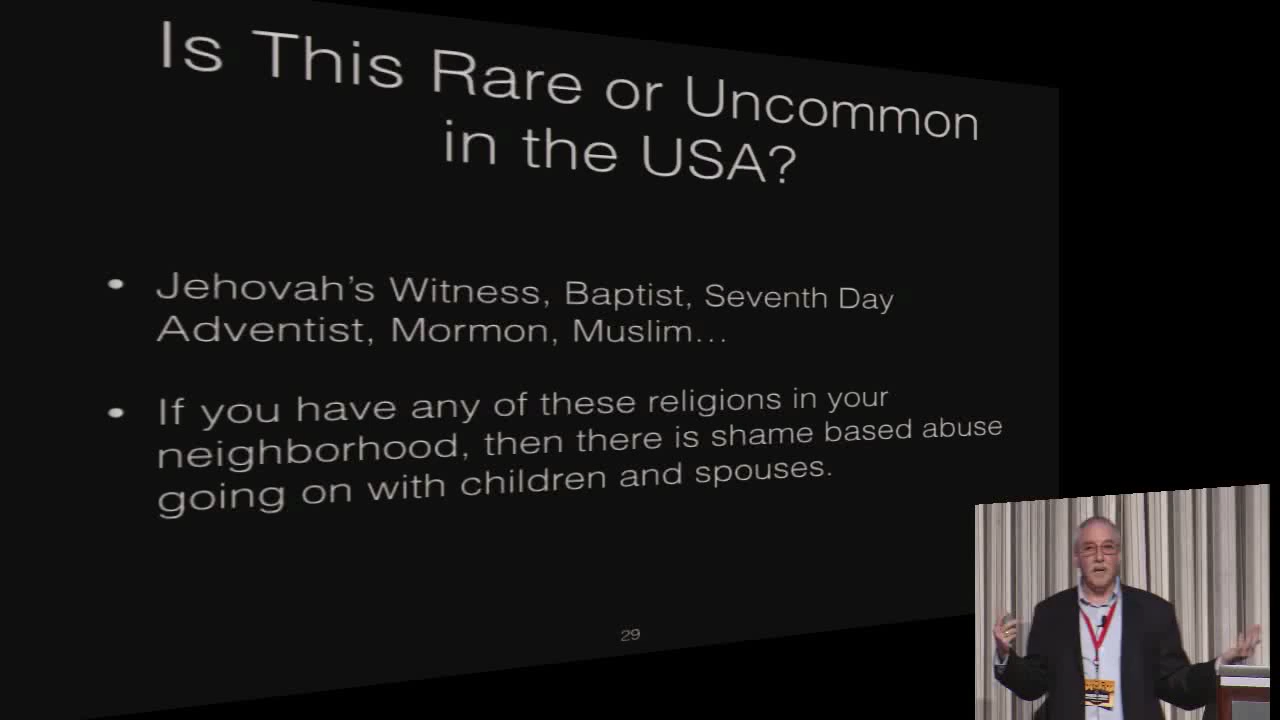 Is This Rare or Uncommon
in the USA?
• Jehovah's Witness, Baptist, Seventh Day
Adventist, Mormon, Muslim...
• If you have any of these religions in your
neighborhood, then there is shame based abuse
going on with children and spouses.
29